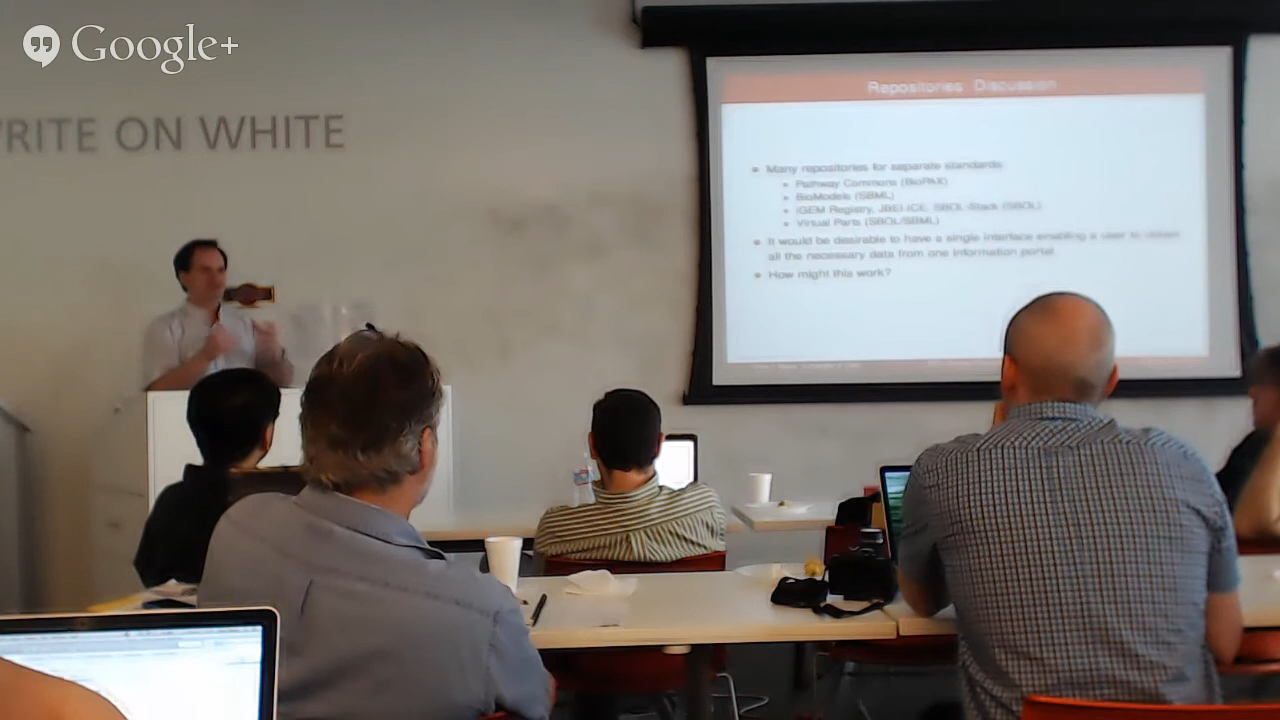 Google+
RITE ON WHITE
Repositories Discussion
Many repositories for separate standards:
Pathway Commons (BioPAX)
BioModels (SBML)
iGEM Registry, JBEI-ICE, SBOL-Stack (SBOL)
Virtual Parts (SBOL/SBML)
It would be desirable to have a single interface enabling a user to obtain
all the necessary data from one information portal.
How might this work?